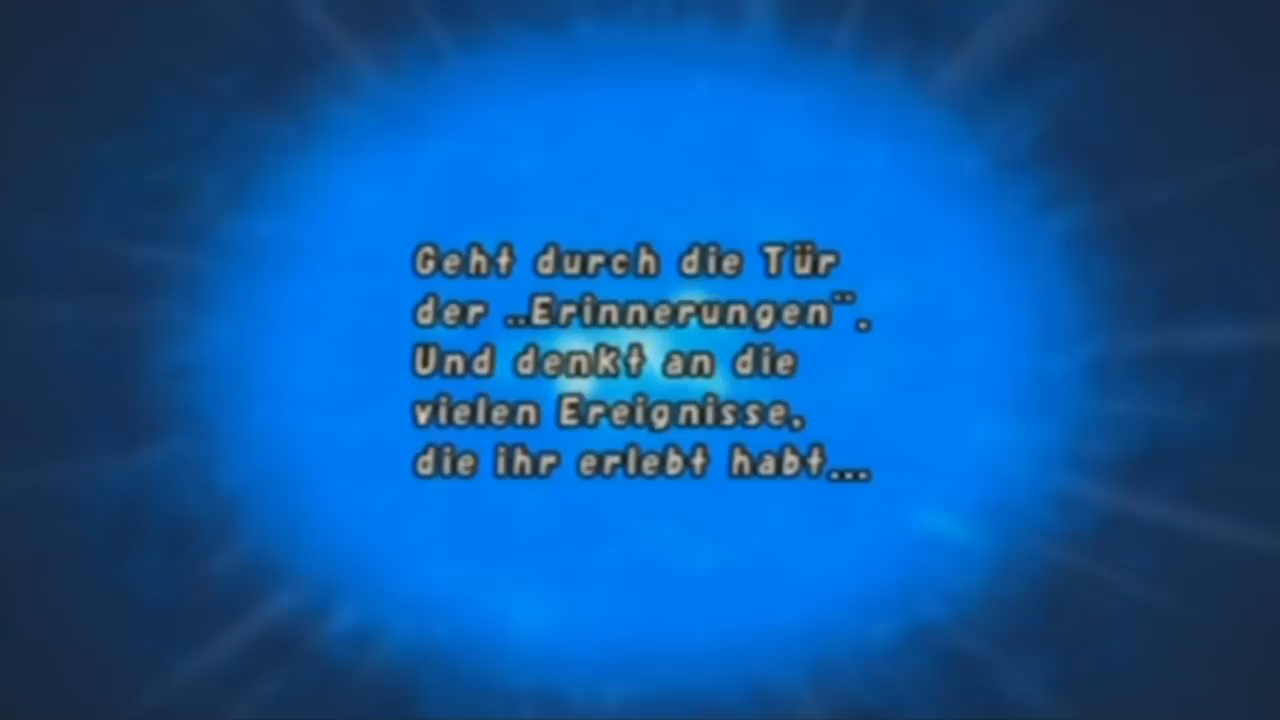 Geht durch die Tür
der „Erinnerungen¨.
Und denkt an die
vielen Ereignisse,
die ihr erlebt habt...